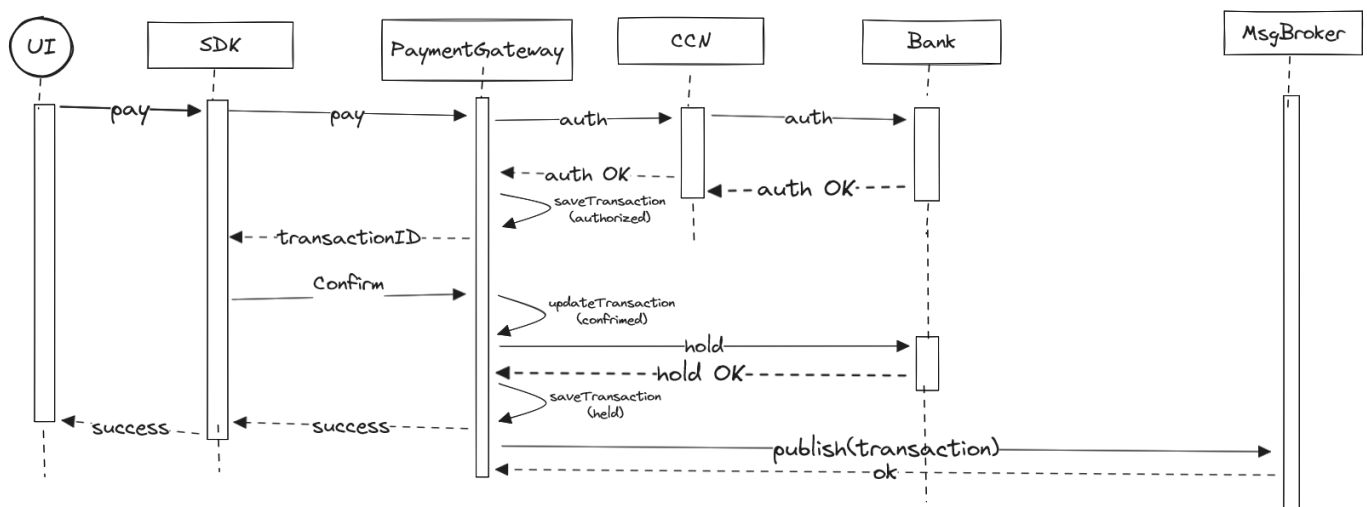 UI
SDK
PaymentGateway
CCN
Bank
MsgBroker
pay
pay
auth
auth
auth OK
auth OK
saveTransaction
(authorized)
transactionID
Confirm
updateTransaction
(confrimed)
hold
hold OK
saveTransaction
(held)
success
success
publish(transaction)
ok